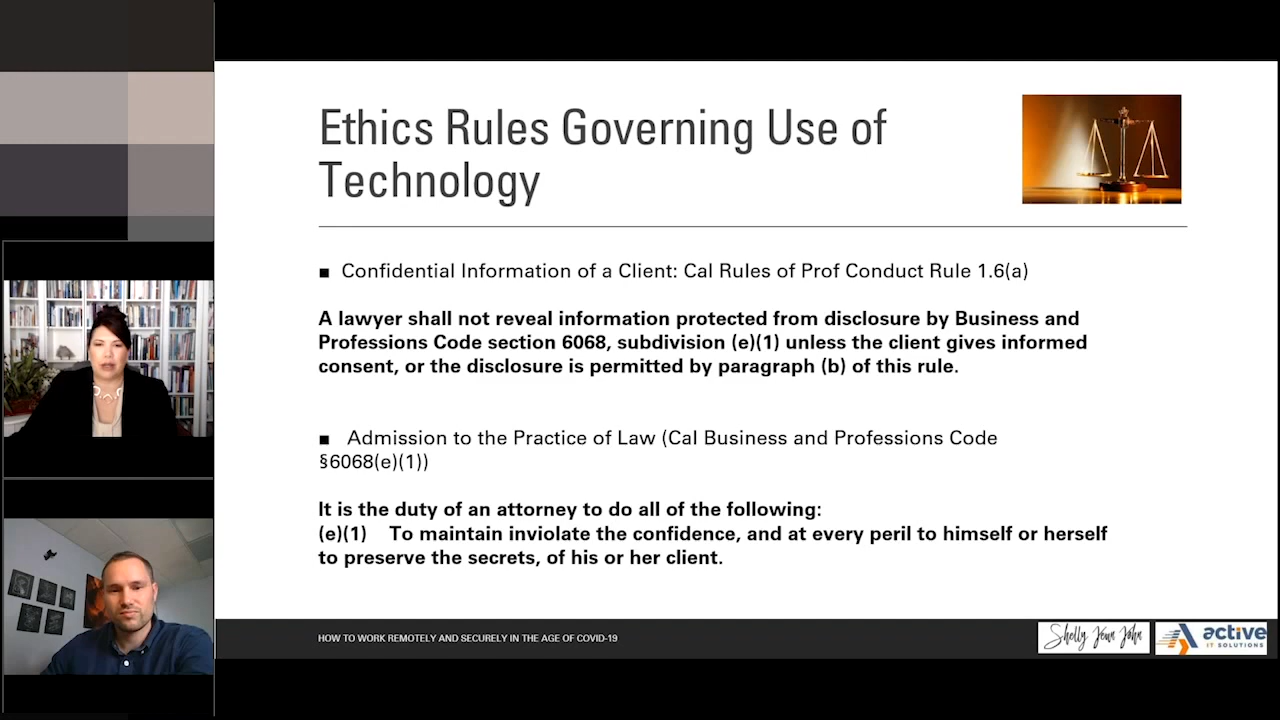 Ethics Rules Governing Use of
Technology
■ Confidential Information of a Client: Cal Rules of Prof Conduct Rule 1.6(a)
A lawyer shall not reveal information protected from disclosure by Business and
Professions Code section 6068, subdivision (e)(1) unless the client gives informed
consent, or the disclosure is permitted by paragraph (b) of this rule.
■ Admission to the Practice of Law (Cal Business and Professions Code
§6068(e)(1))
It is the duty of an attorney to do all of the following:
(e)(1) To maintain inviolate the confidence, and at every peril to himself or herself
to preserve the secrets, of his or her client.
HOW TO WORK REMOTELY AND SECURELY IN THE AGE OF COVID-19
Shelly Jean John
active
IT SOLUTIONS